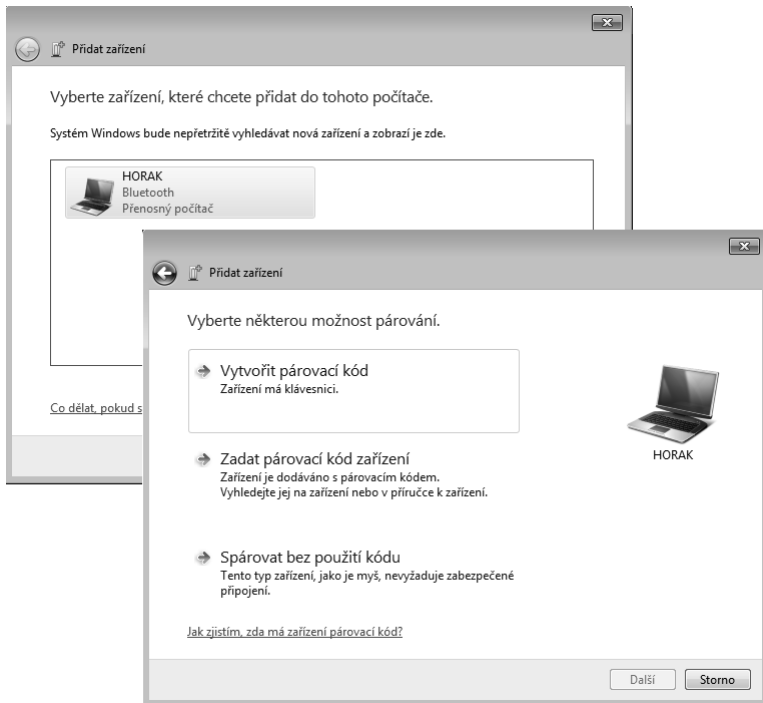 Přidat zařízení
Vyberte zařízení, které chcete přidat do tohoto počítače.
Systém Windows bude nepřetržitě vyhledávat nová zařízení a zobrazí je zde.
HORAK
Bluetooth
Přenosný počítač
Co dělat, pokud s
Přidat zařízení
Vyberte některou možnost párování.
Vytvořit párovací kód
Zařízení má klávesnici.
Zadat párovací kód zařízení
Zařízení je dodáváno s párovacím kódem.
Vyhledejte jej na zařízení nebo v příručce k zařízení.
Spárovat bez použití kódu
Tento typ zařízení, jako je myš, nevyžaduje zabezpečené
připojení.
HORAK
Jak zjistím, zda má zařízení párovací kód?
Další
Storno